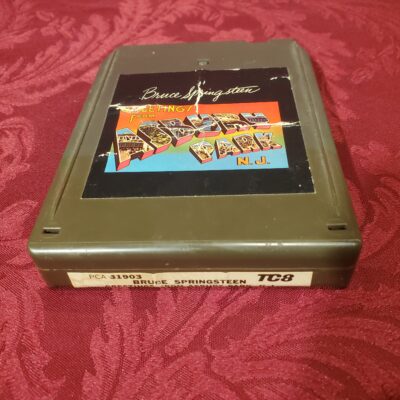 Bruce Springsteen
GREETINGS
from
ASBURY
PARK
N.J.
PCA 31903
BRUCE SPRINGSTEEN TC8